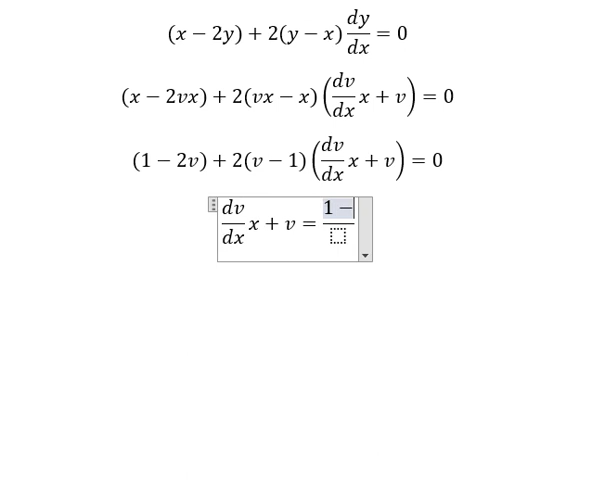 (x − 2y) + 2(y − x) dy/dx = 0
(x − 2vx) + 2(vx − x) (dv/dx x + v) = 0
(1 − 2v) + 2(v − 1) (dv/dx x + v) = 0
dv/dx x + v = 1 −/